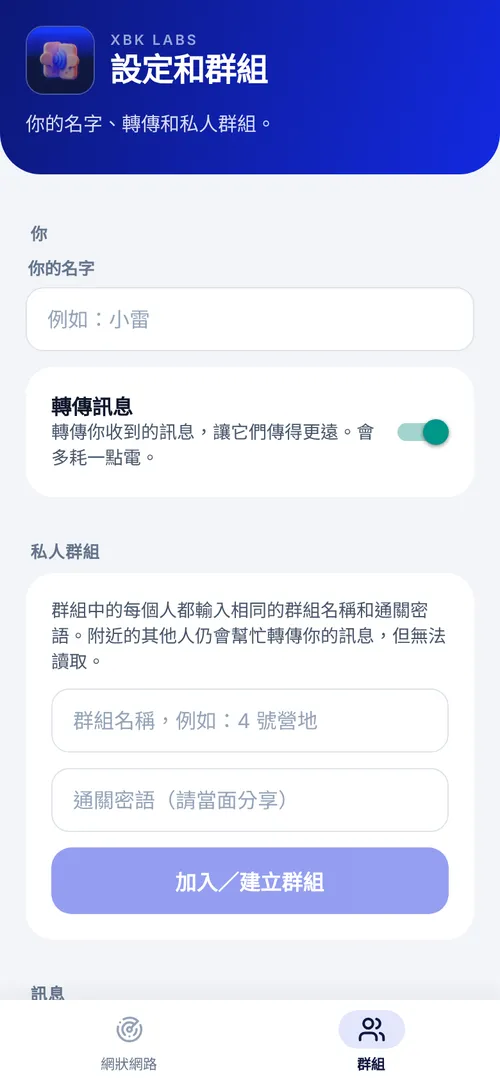 XBK LABS
設定和群組
你的名字、轉傳和私人群組。
你
你的名字
例如：小雷
轉傳訊息
轉傳你收到的訊息，讓它們傳得更遠。會
多耗一點電。
私人群組
群組中的每個人都輸入相同的群組名稱和通關密
語。附近的其他人仍會幫忙轉傳你的訊息，但無法
讀取。
群組名稱，例如：4 號營地
通關密語（請當面分享）
加入／建立群組
訊息
網狀網路
群組